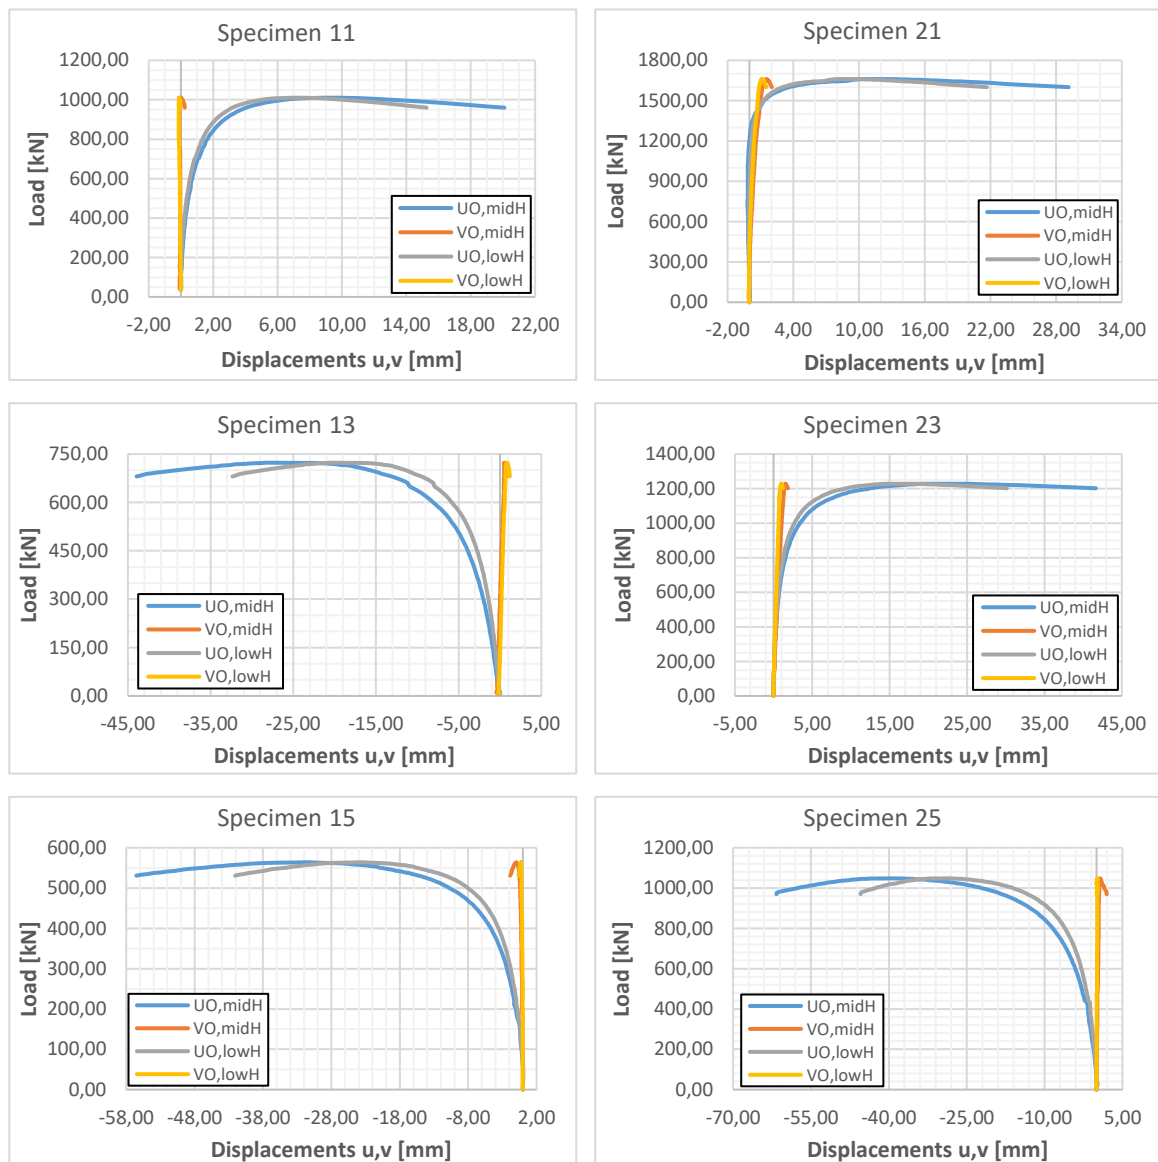 Specimen 11
1200,00
1000,00
800,00
600,00
400,00
200,00
0,00
Load [kN]
UO,midH
VO,midH
UO,lowH
VO,lowH
-2,00 2,00 6,00 10,00 14,00 18,00 22,00
Displacements u,v [mm]
Specimen 21
1800,00
1500,00
1200,00
900,00
600,00
300,00
0,00
Load [kN]
UO,midH
VO,midH
UO,lowH
VO,lowH
-2,00 4,00 10,00 16,00 22,00 28,00 34,00
Displacements u,v [mm]
Specimen 13
750,00
600,00
450,00
300,00
150,00
0,00
Load [kN]
UO,midH
VO,midH
UO,lowH
VO,lowH
-45,00 -35,00 -25,00 -15,00 -5,00 5,00
Displacements u,v [mm]
Specimen 23
1400,00
1200,00
1000,00
800,00
600,00
400,00
200,00
0,00
Load [kN]
UO,midH
VO,midH
UO,lowH
VO,lowH
-5,00 5,00 15,00 25,00 35,00 45,00
Displacements u,v [mm]
Specimen 15
600,00
500,00
400,00
300,00
200,00
100,00
0,00
Load [kN]
UO,midH
VO,midH
UO,lowH
VO,lowH
-58,00 -48,00 -38,00 -28,00 -18,00 -8,00 2,00
Displacements u,v [mm]
Specimen 25
1200,00
1000,00
800,00
600,00
400,00
200,00
0,00
Load [kN]
UO,midH
VO,midH
UO,lowH
VO,lowH
-70,00 -55,00 -40,00 -25,00 -10,00 5,00
Displacements u,v [mm]